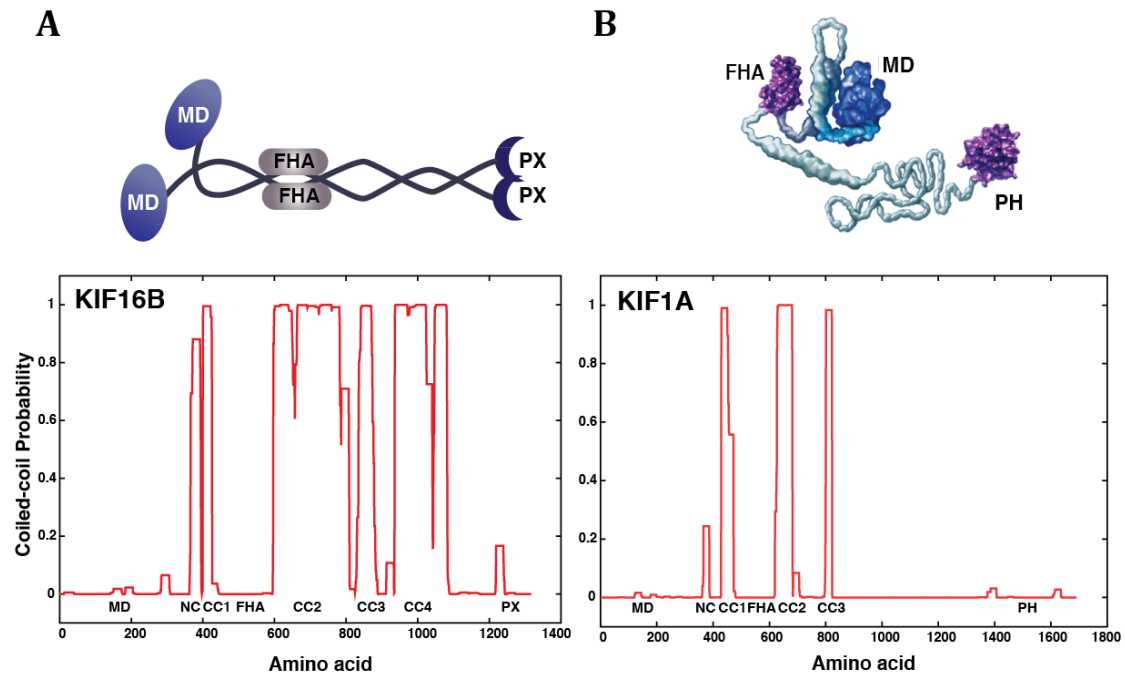 A
MD
MD
FHA
FHA
PX
PX
B
FHA
MD
PH
KIF16B
Coiled-coil Probability
1
0.8
0.6
0.4
0.2
0
MD NC CC1 FHA CC2 CC3 CC4 PX
0 200 400 600 800 1000 1200 1400
Amino acid
KIF1A
1
0.8
0.6
0.4
0.2
0
MD NC CC1 FHA CC2 CC3 PH
0 200 400 600 800 1000 1200 1400 1600 1800
Amino acid